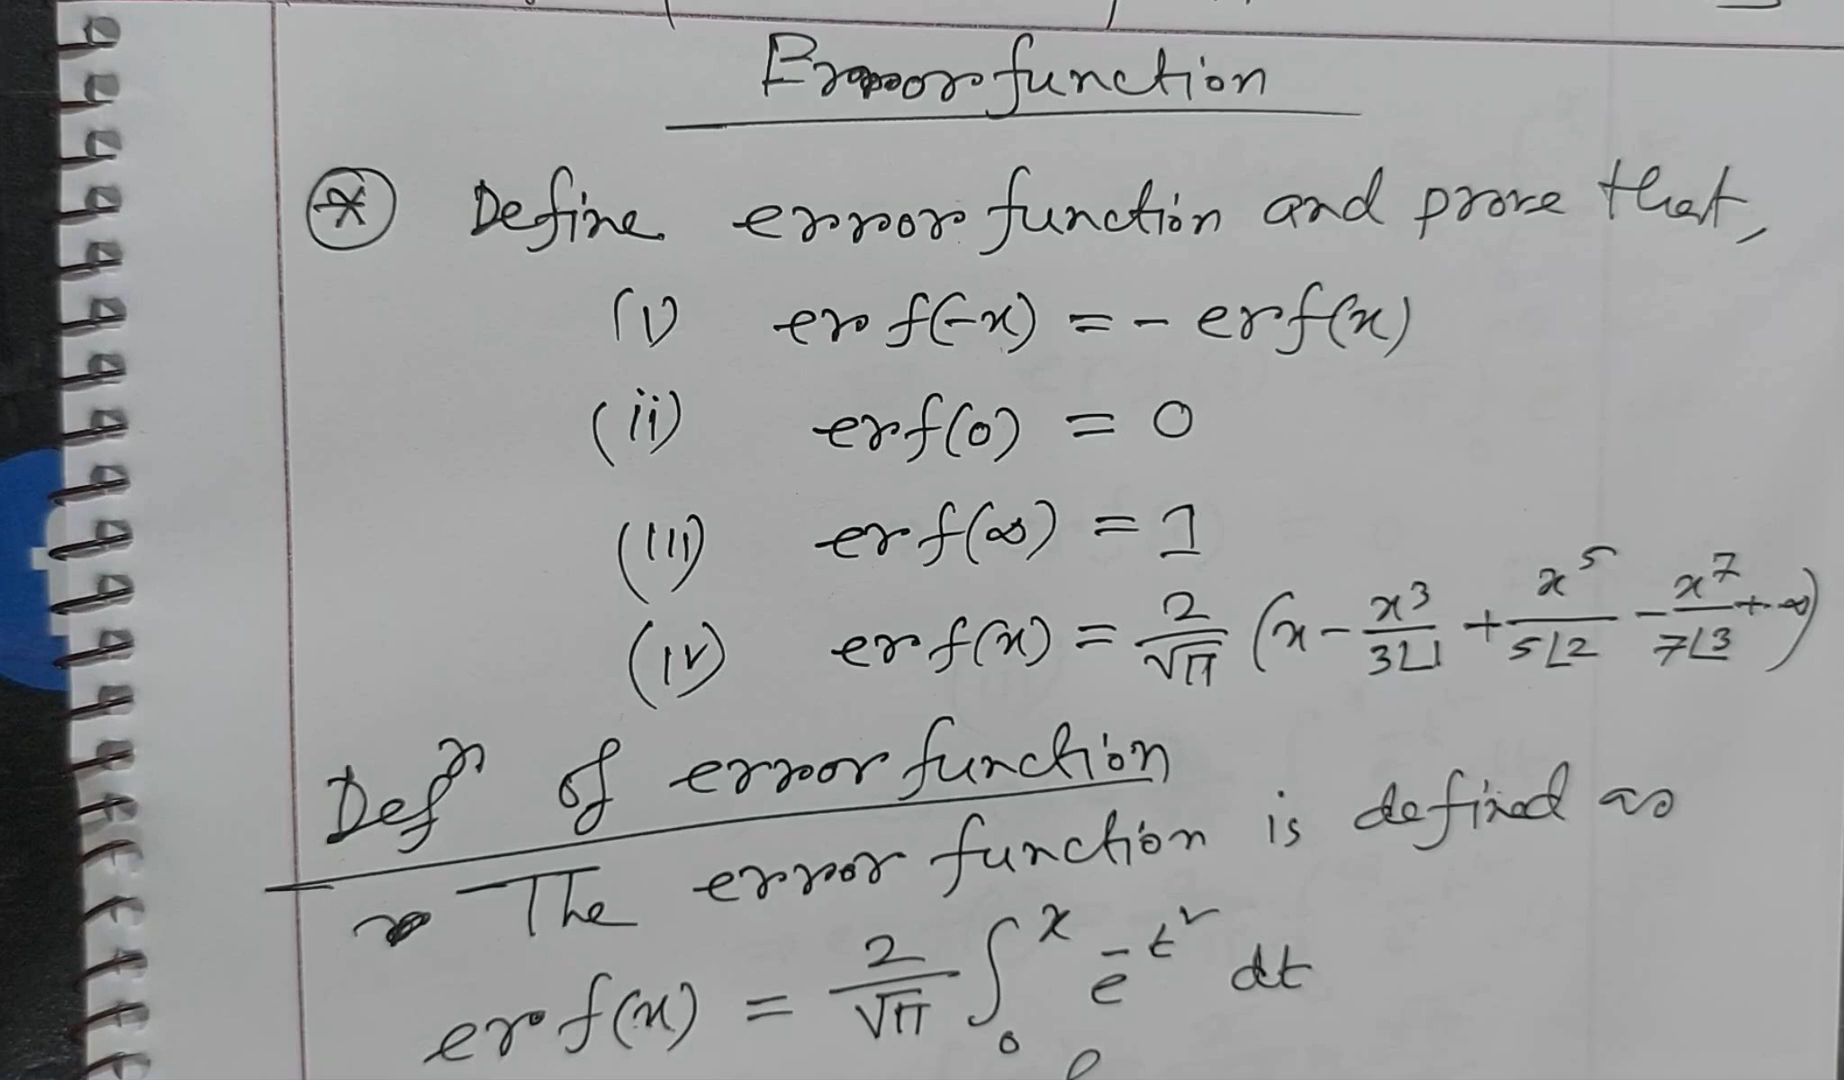 Error function
* Define error function and prove that,
(i) erf(-x) = - erf(x)
(ii) erf(0) = 0
(iii) erf(∞) = 1
(iv) erf(x) = 2/√π (x - x³/3∟1 + x⁵/5∟2 - x⁷/7∟3 + ∞)
Defⁿ of error function
The error function is defined as
erf(x) = 2/√π ∫₀ˣ e^-t² dt